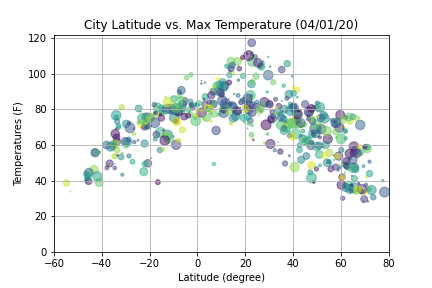 City Latitude vs. Max Temperature (04/01/20)
120
100
80
60
40
20
0
Temperatures (F)
−60 −40 −20 0 20 40 60 80
Latitude (degree)